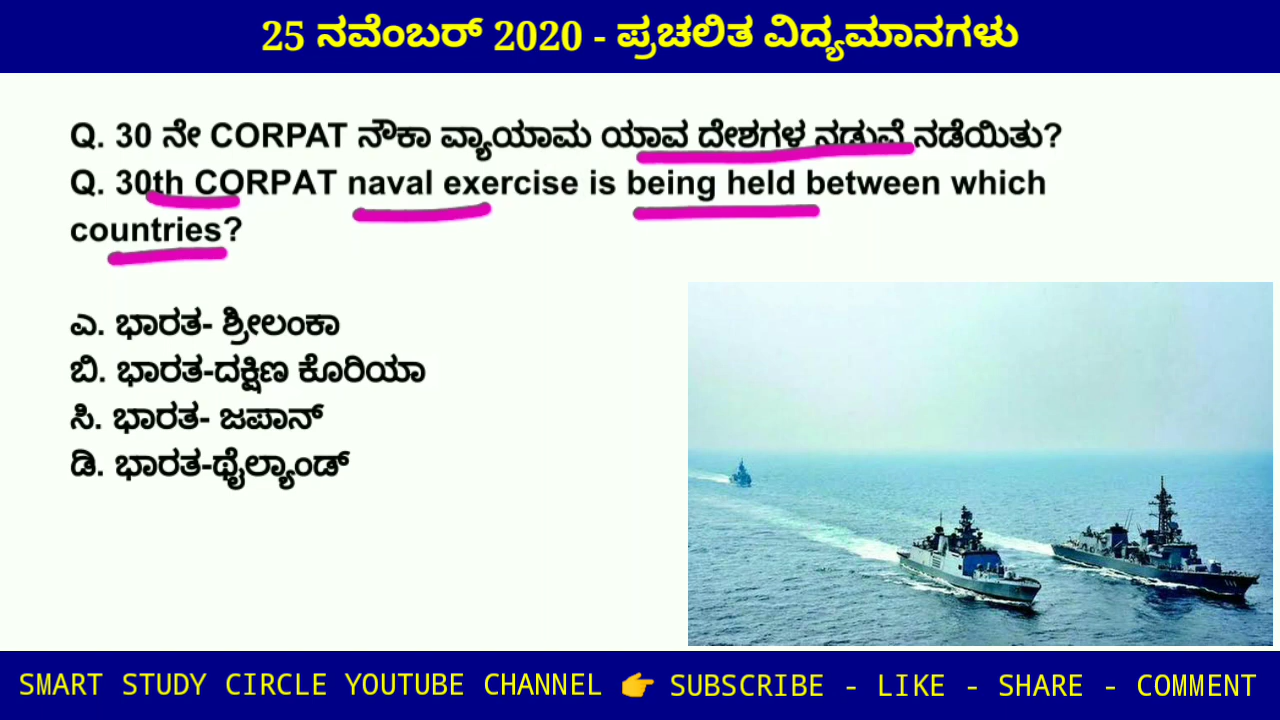 25 ನವೆಂಬರ್ 2020 - ಪ್ರಚಲಿತ ವಿದ್ಯಮಾನಗಳು
Q. 30 ನೇ CORPAT ನೌಕಾ ವ್ಯಾಯಾಮ ಯಾವ ದೇಶಗಳ ನಡುವೆ ನಡೆಯಿತು?
Q. 30th CORPAT naval exercise is being held between which
countries?
ಎ. ಭಾರತ- ಶ್ರೀಲಂಕಾ
ಬಿ. ಭಾರತ-ದಕ್ಷಿಣ ಕೊರಿಯಾ
ಸಿ. ಭಾರತ- ಜಪಾನ್
ಡಿ. ಭಾರತ-ಥೈಲ್ಯಾಂಡ್
SMART STUDY CIRCLE YOUTUBE CHANNEL 👉 SUBSCRIBE - LIKE - SHARE - COMMENT